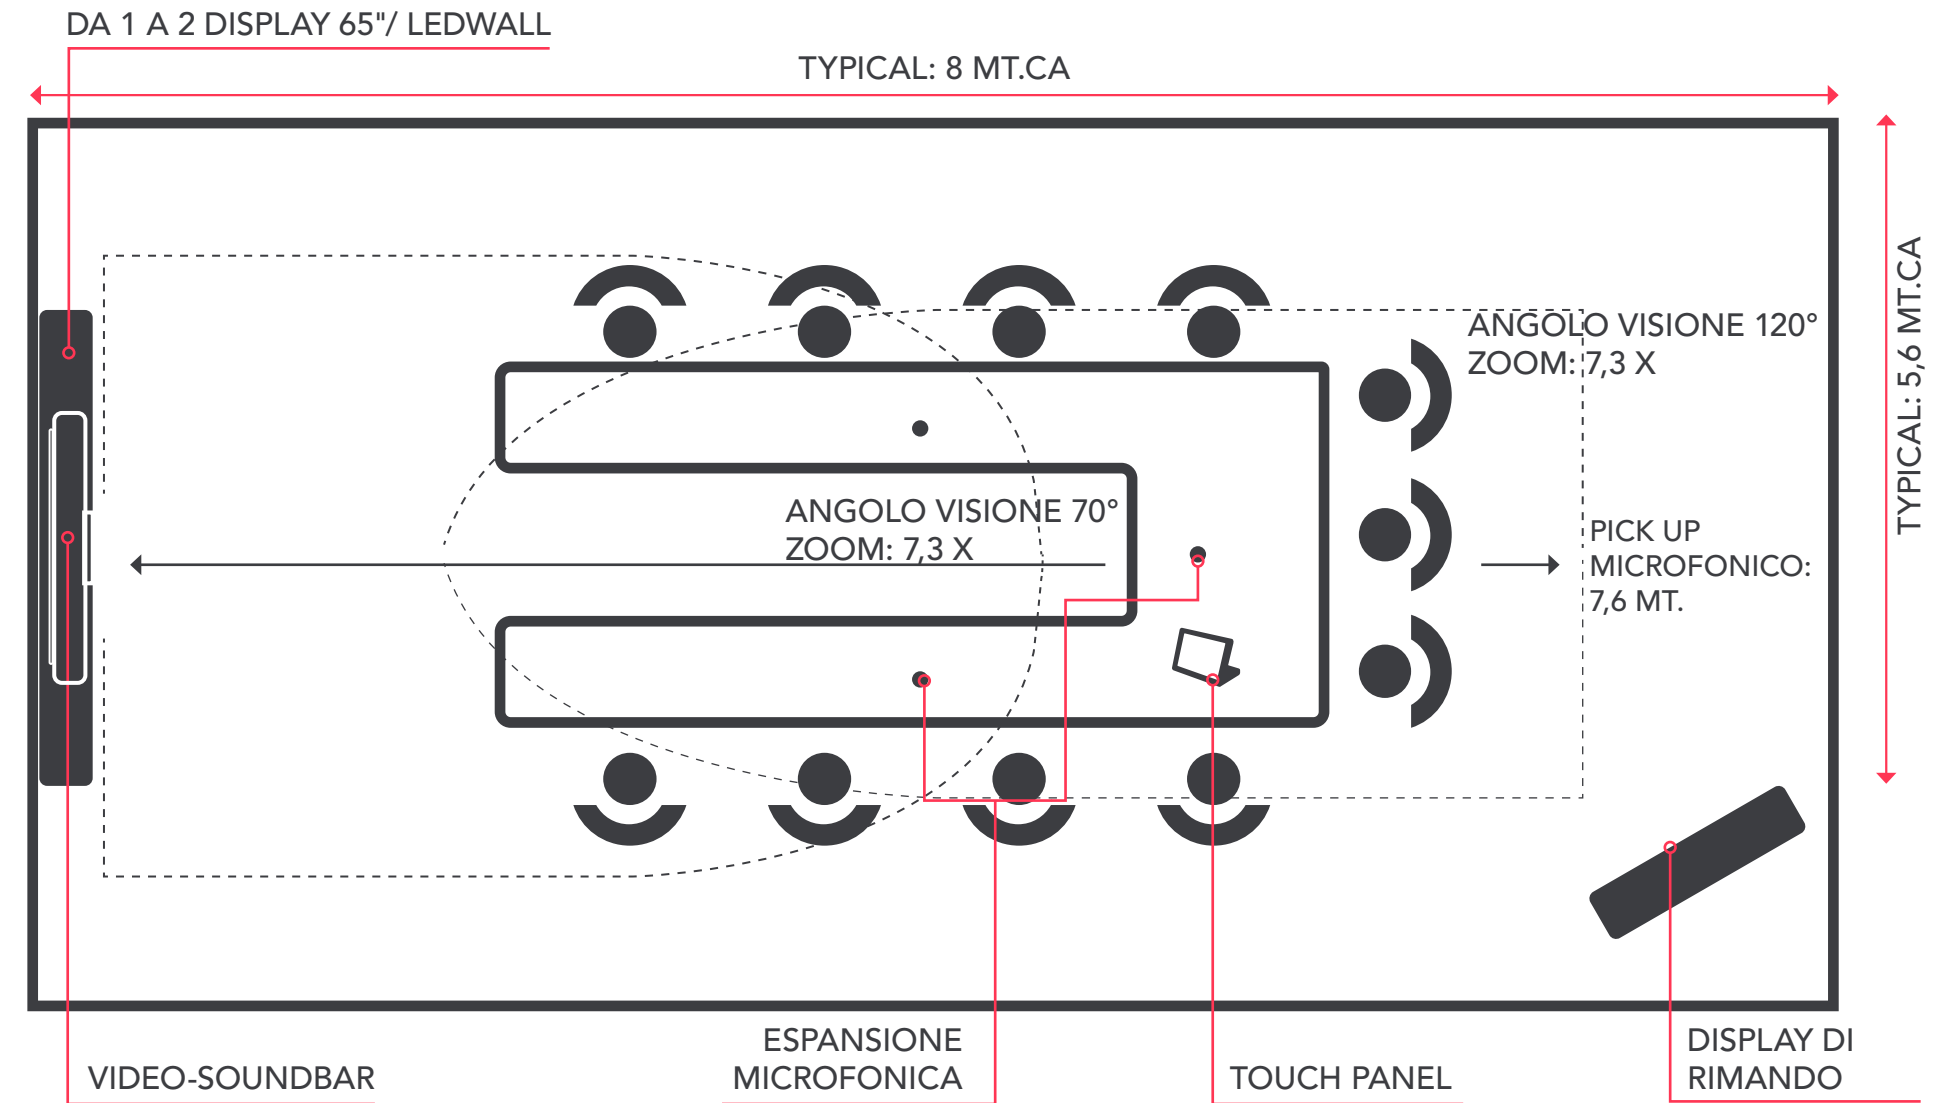 DA 1 A 2 DISPLAY 65"/ LEDWALL
TYPICAL: 8 MT.CA
TYPICAL: 5,6 MT.CA
ANGOLO VISIONE 120°
ZOOM: 7,3 X
ANGOLO VISIONE 70°
ZOOM: 7,3 X
PICK UP
MICROFONICO:
7,6 MT.
VIDEO-SOUNDBAR
ESPANSIONE
MICROFONICA
TOUCH PANEL
DISPLAY DI
RIMANDO